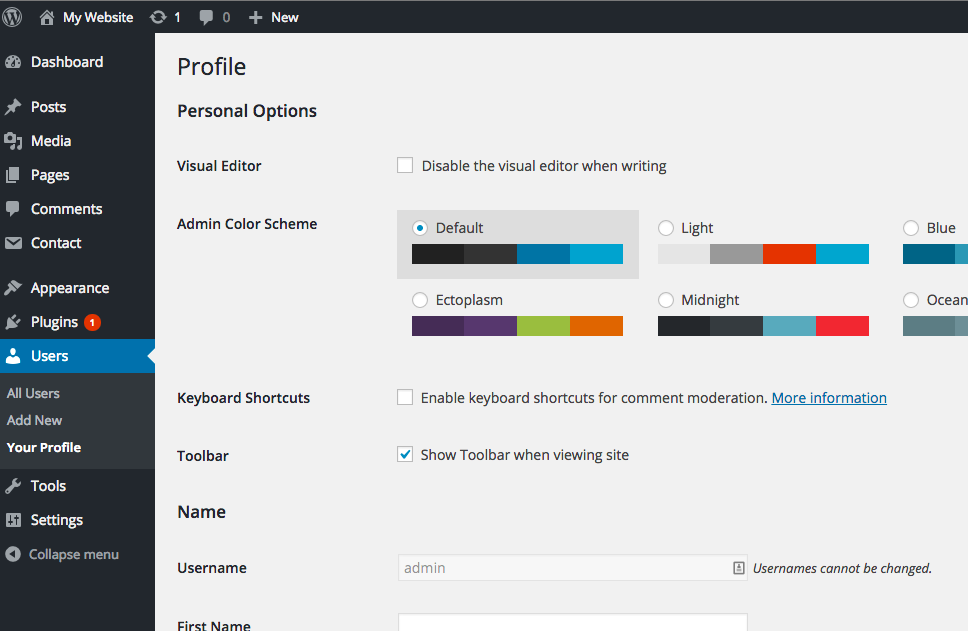 My Website 1 0 New
Dashboard
Posts
Media
Pages
Comments
Contact
Appearance
Plugins 1
Users
All Users
Add New
Your Profile
Tools
Settings
Collapse menu
Profile
Personal Options
Visual Editor Disable the visual editor when writing
Admin Color Scheme Default Light Blue
Ectoplasm Midnight Ocean
Keyboard Shortcuts Enable keyboard shortcuts for comment moderation. More information
Toolbar Show Toolbar when viewing site
Name
Username admin Usernames cannot be changed.
First Name